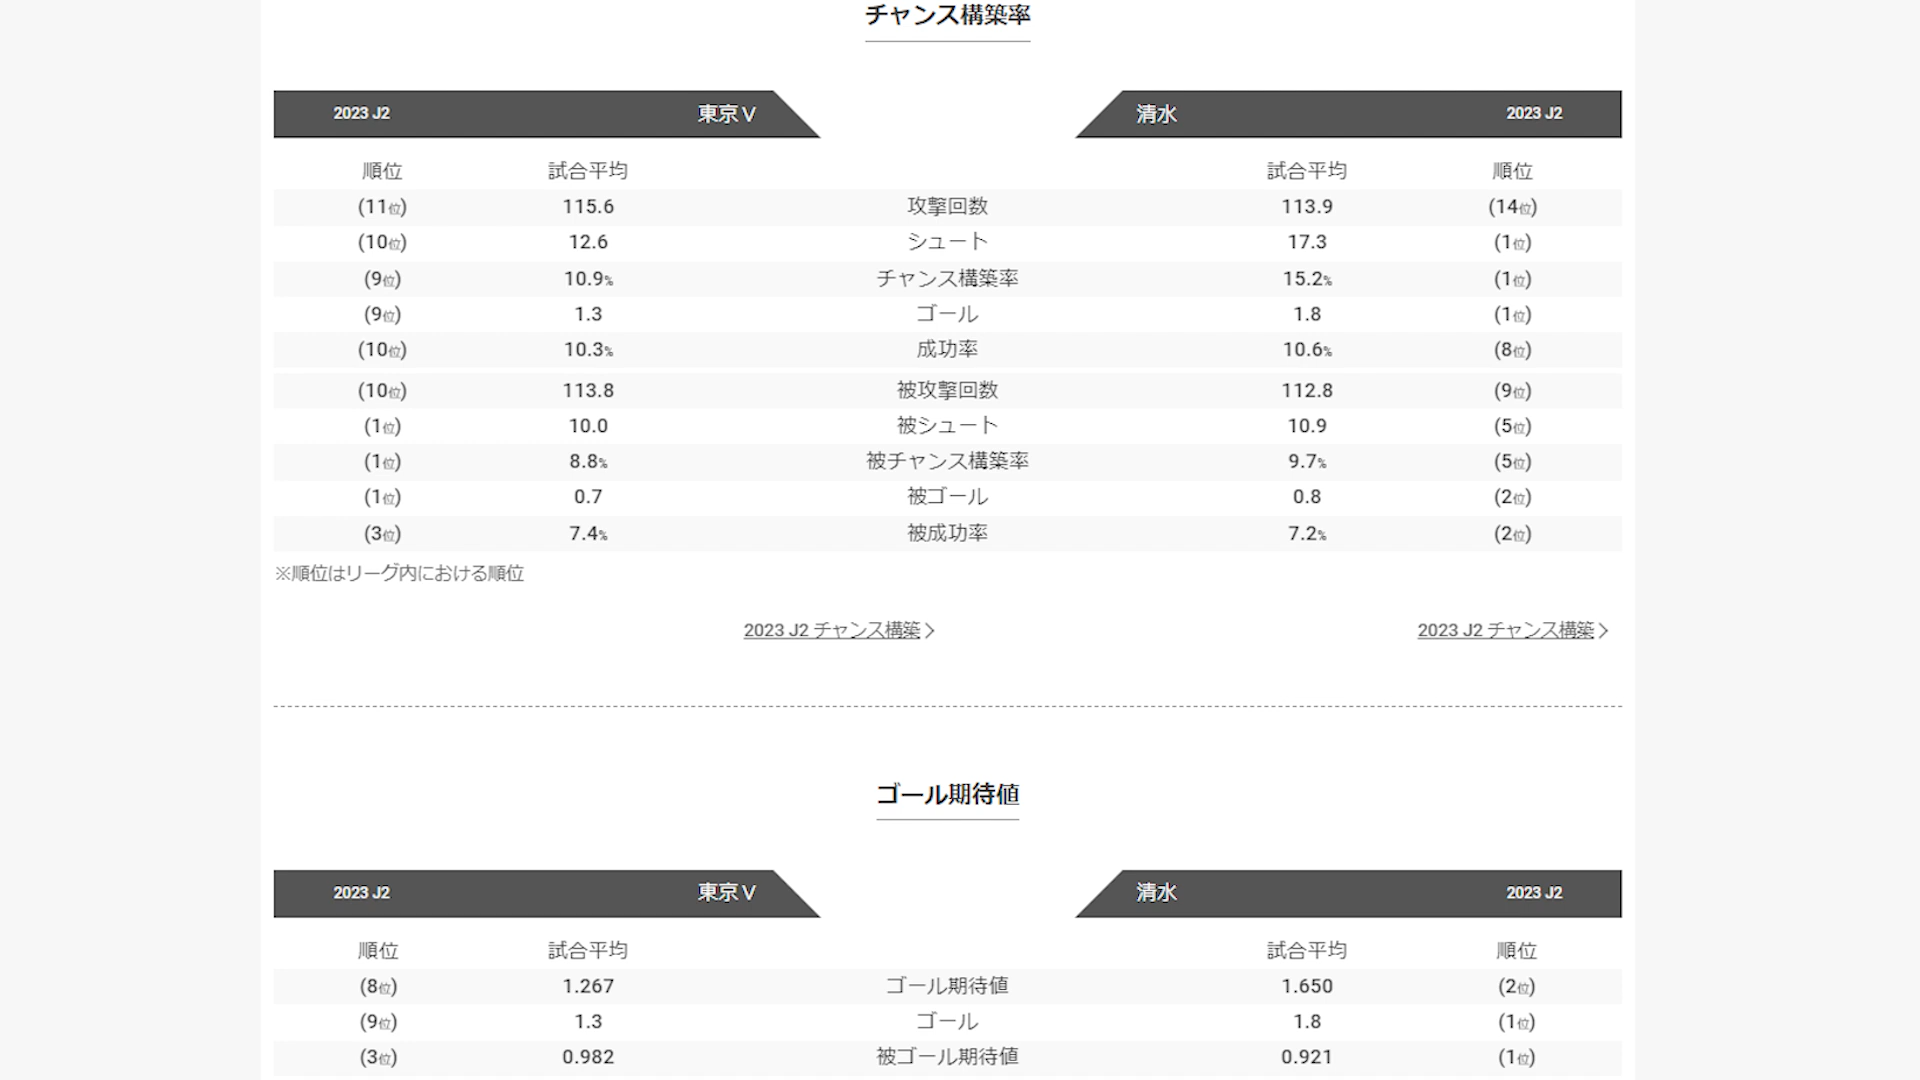 チャンス構築率
2023 J2 東京Ⅴ 清水 2023 J2
順位 試合平均 試合平均 順位
(11位) 115.6 攻撃回数 113.9 (14位)
(10位) 12.6 シュート 17.3 (1位)
(9位) 10.9% チャンス構築率 15.2% (1位)
(9位) 1.3 ゴール 1.8 (1位)
(10位) 10.3% 成功率 10.6% (8位)
(10位) 113.8 被攻撃回数 112.8 (9位)
(1位) 10.0 被シュート 10.9 (5位)
(1位) 8.8% 被チャンス構築率 9.7% (5位)
(1位) 0.7 被ゴール 0.8 (2位)
(3位) 7.4% 被成功率 7.2% (2位)
※順位はリーグ内における順位
2023 J2 チャンス構築 2023 J2 チャンス構築
ゴール期待値
2023 J2 東京Ⅴ 清水 2023 J2
順位 試合平均 試合平均 順位
(8位) 1.267 ゴール期待値 1.650 (2位)
(9位) 1.3 ゴール 1.8 (1位)
(3位) 0.982 被ゴール期待値 0.921 (1位)